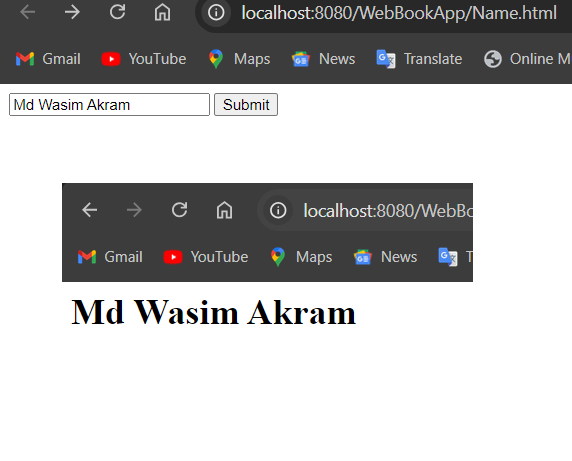 localhost:8080/WebBookApp/Name.html
Gmail YouTube Maps News Translate Online M
Md Wasim Akram Submit
localhost:8080/WebBo
Gmail YouTube Maps News T
Md Wasim Akram